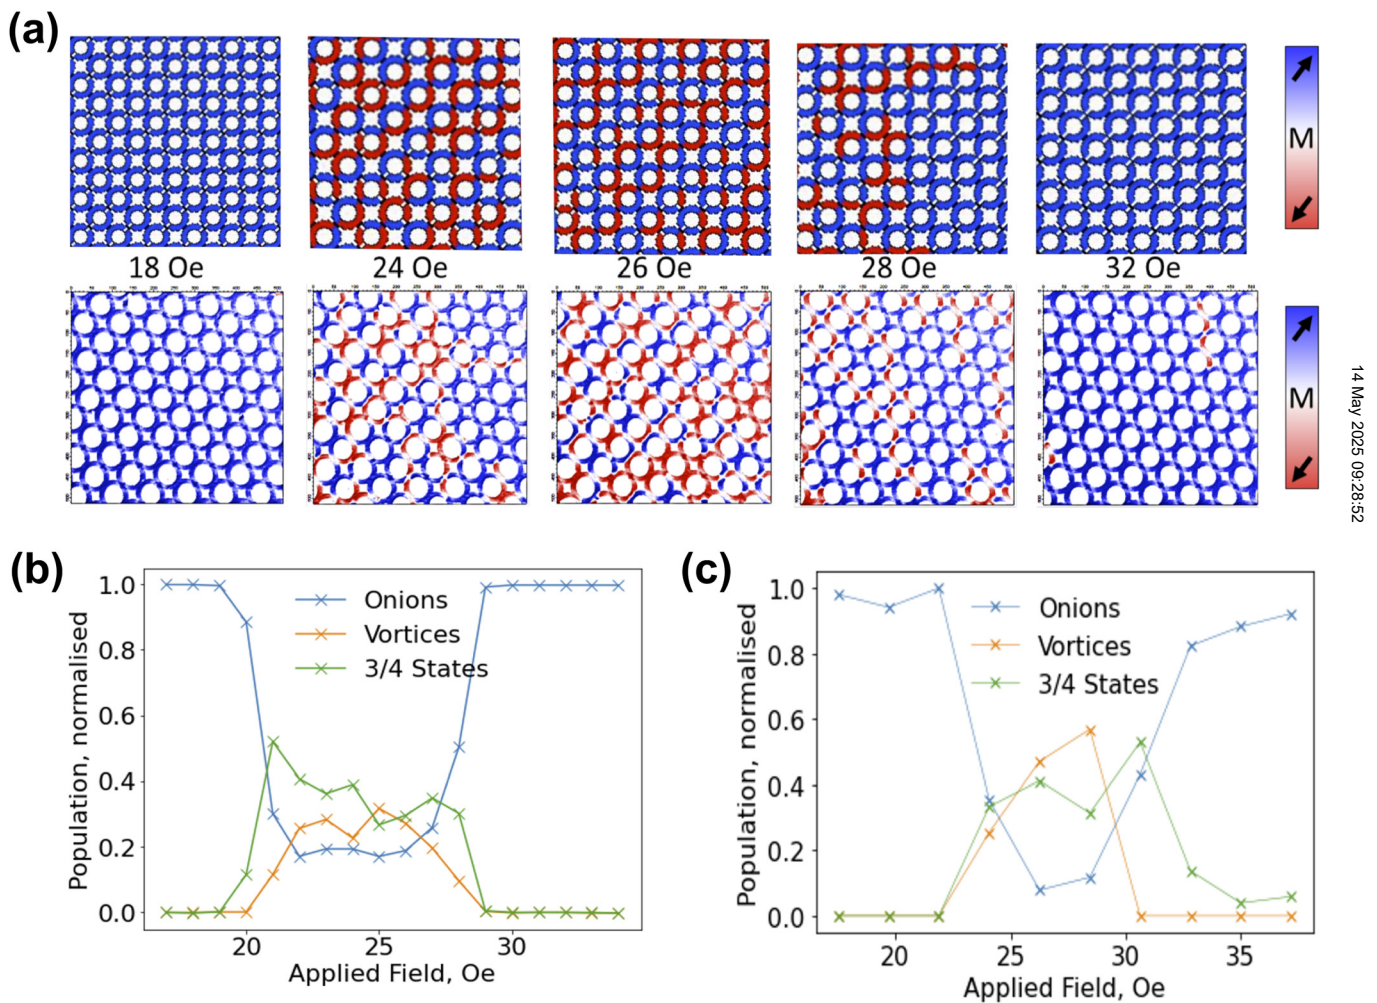 (a)
M
18 Oe
24 Oe
26 Oe
28 Oe
32 Oe
M
14 May 2025 09:28:52
(b)
1.0
0.8
0.6
0.4
0.2
0.0
Population, normalised
Onions
Vortices
3/4 States
20
25
30
Applied Field, Oe
(c)
1.0
0.8
0.6
0.4
0.2
0.0
Population, normalised
Onions
Vortices
3/4 States
20
25
30
35
Applied Field, Oe